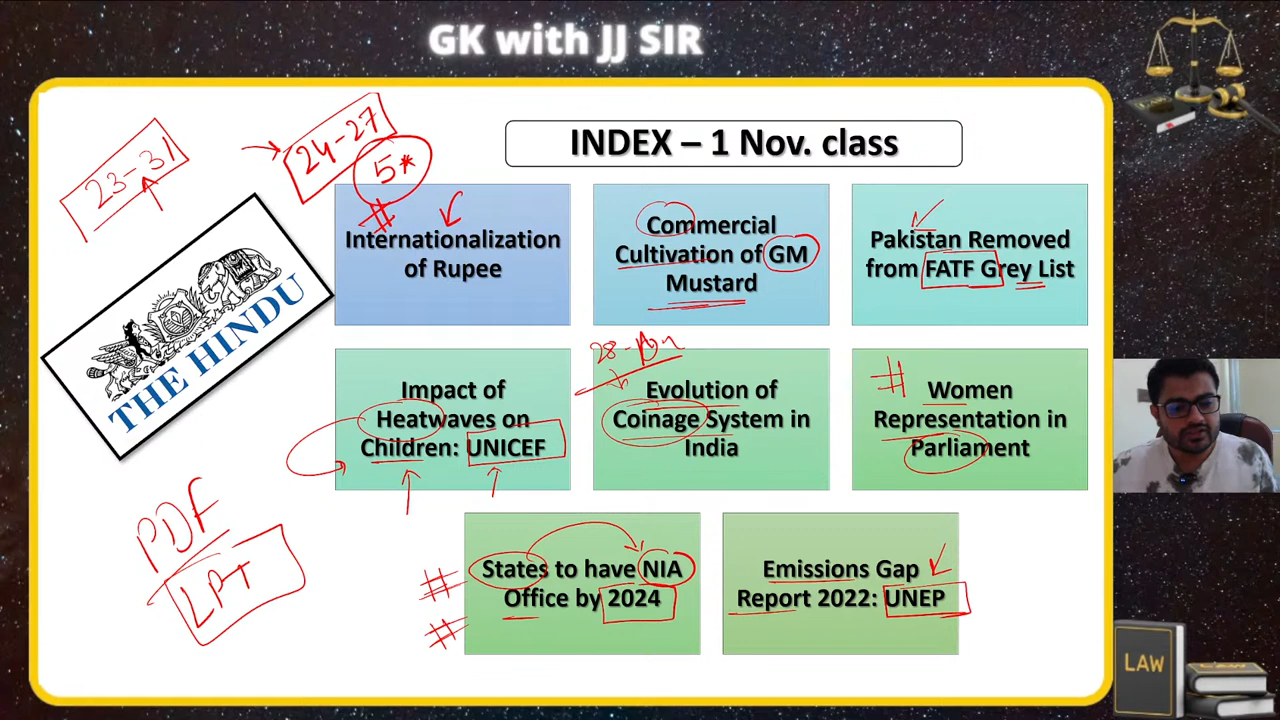 GK with JJ SIR
INDEX – 1 Nov. class
23-31
24-27
5*
#
Internationalization
of Rupee
Commercial
Cultivation of GM
Mustard
Pakistan Removed
from FATF Grey List
THE HINDU
Impact of
Heatwaves on
Children: UNICEF
Evolution of
Coinage System in
India
#
Women
Representation in
Parliament
PDF
LPT
#
#
States to have NIA
Office by 2024
Emissions Gap
Report 2022: UNEP
LAW